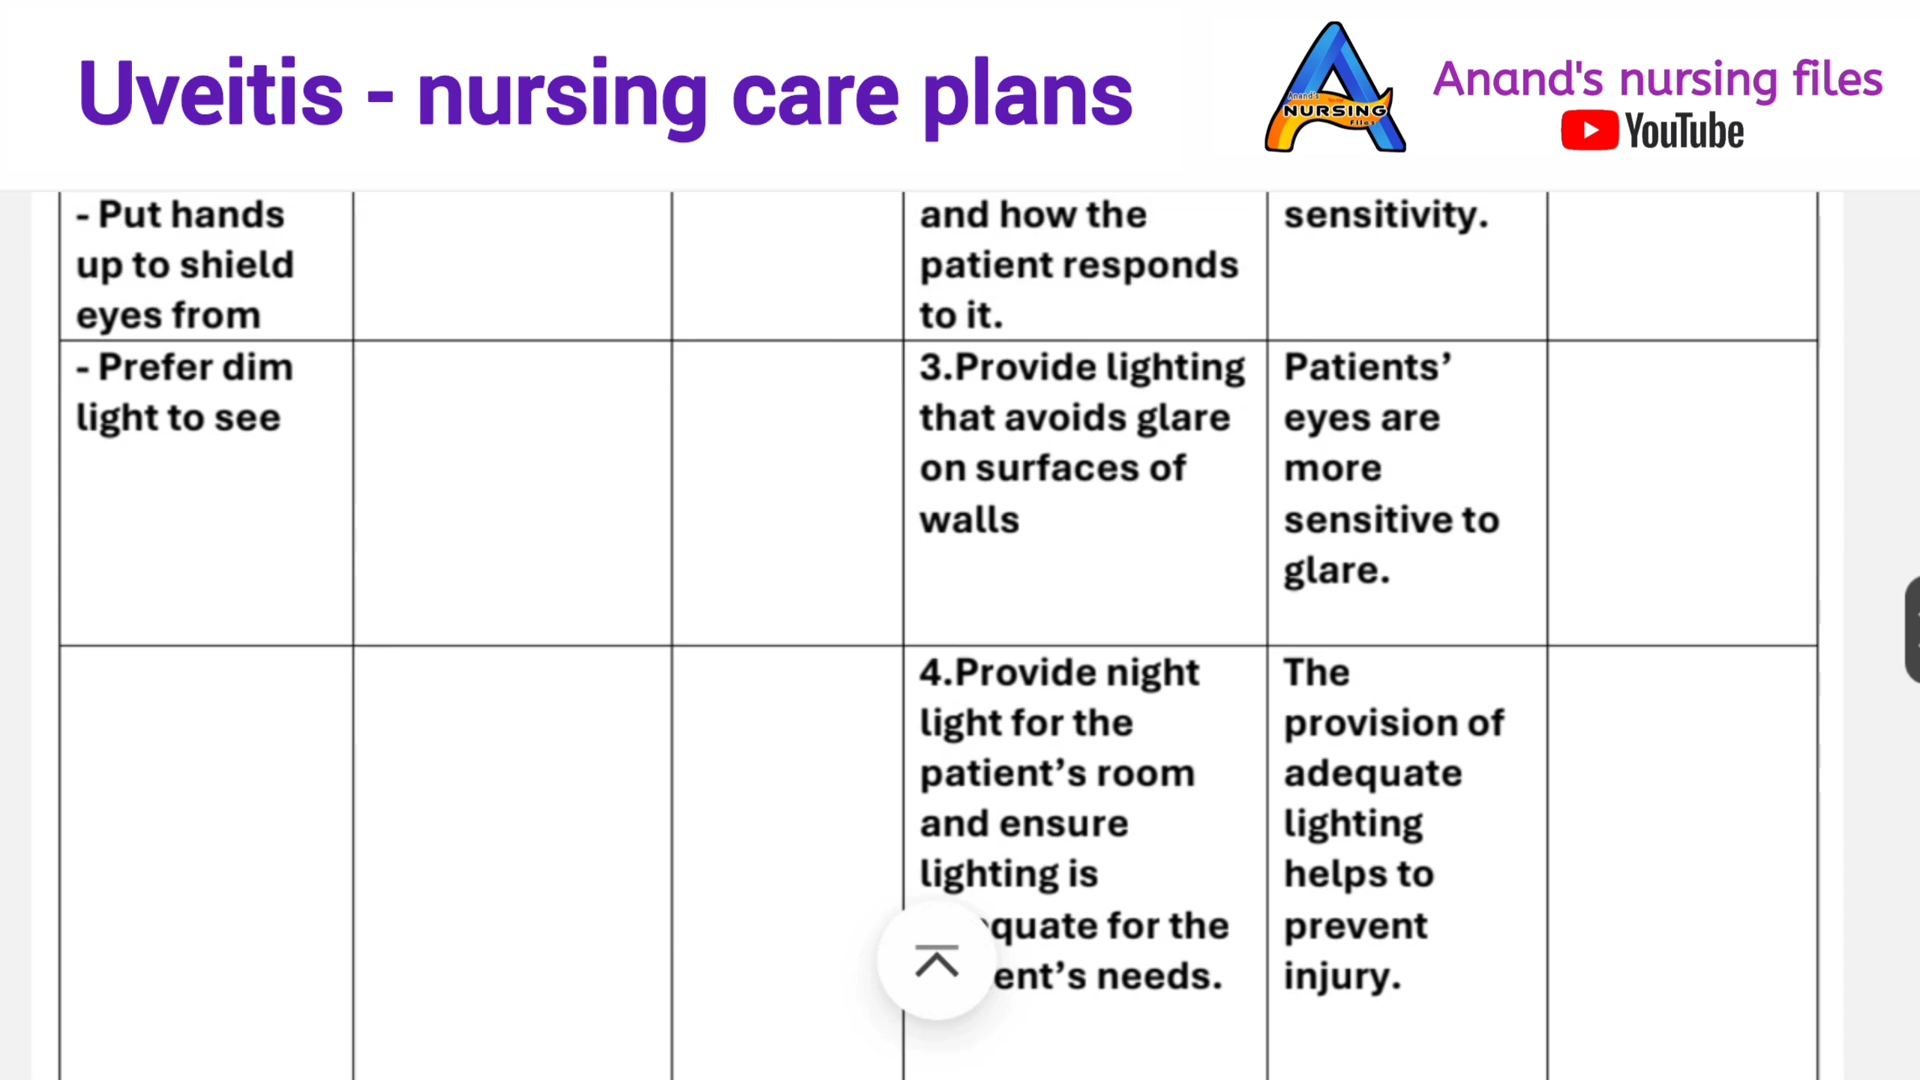 Uveitis - nursing care plans
Anand's
NURSING
Files
Anand's nursing files
YouTube
- Put hands
up to shield
eyes from
and how the
patient responds
to it.
sensitivity.
- Prefer dim
light to see
3.Provide lighting
that avoids glare
on surfaces of
walls
Patients’
eyes are
more
sensitive to
glare.
4.Provide night
light for the
patient’s room
and ensure
lighting is
quate for the
ent’s needs.
The
provision of
adequate
lighting
helps to
prevent
injury.